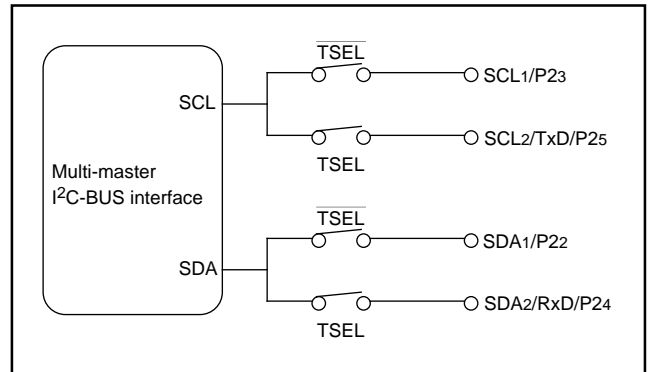 TSEL
SCL1/P23
SCL
SCL2/TxD/P25
TSEL
Multi-master
I2C-BUS interface
TSEL
SDA1/P22
SDA
SDA2/RxD/P24
TSEL